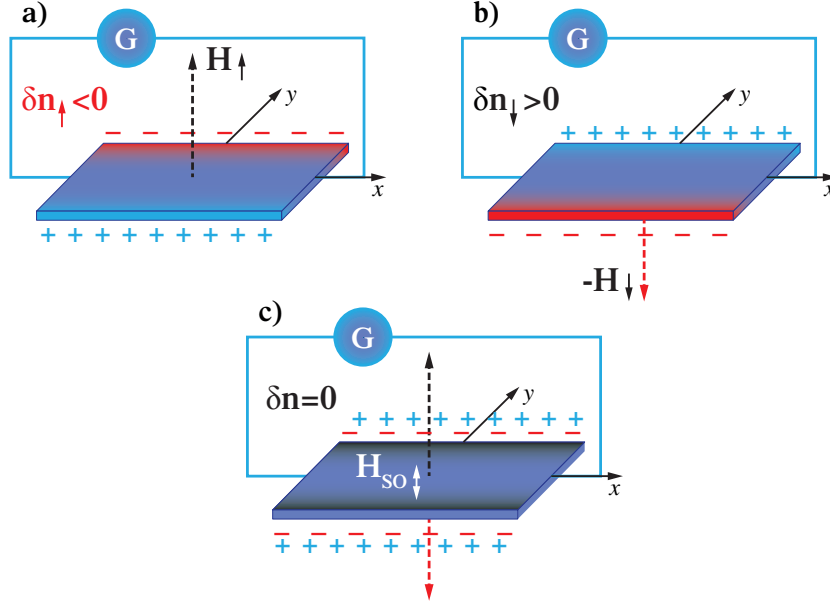 a)
G
H↑
δn↑<0
y
− − − − − − −
x
+ + + + + + + + +
b)
G
δn↓>0
y
+ + + + + + + + +
x
− − − − − − −
-H↓
c)
G
δn=0
y
+ + + + + + + + +
− − − − − − −
H_SO
x
− − − − − − −
+ + + + + + + + +